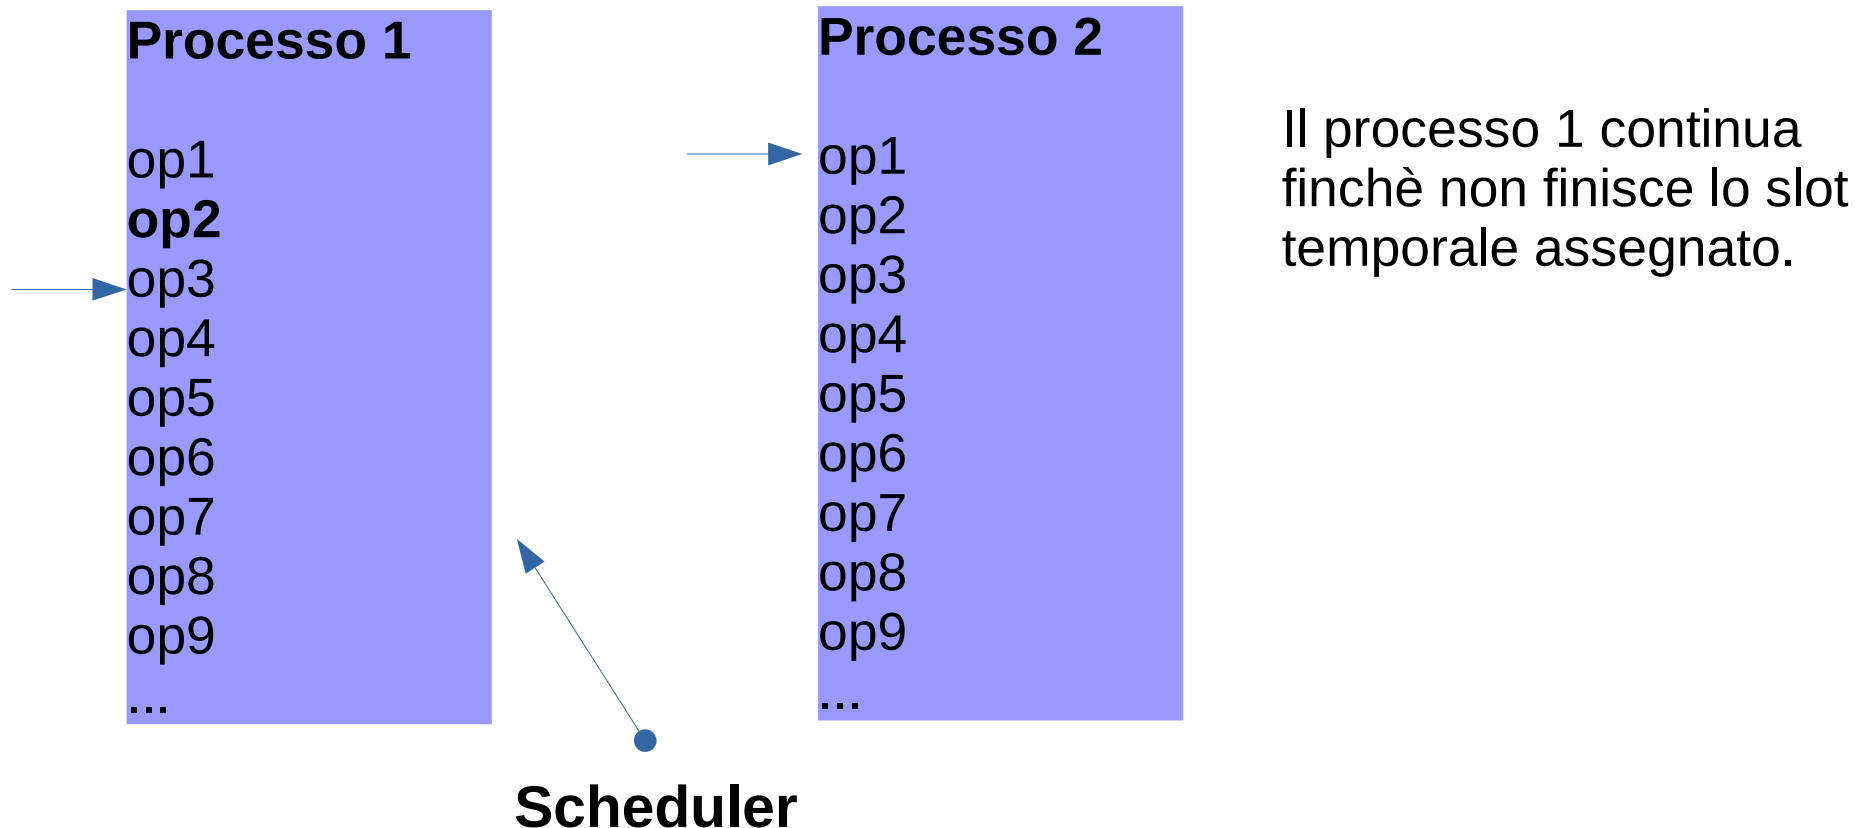 Processo 1
op1
op2
op3
op4
op5
op6
op7
op8
op9
...
Processo 2
op1
op2
op3
op4
op5
op6
op7
op8
op9
...
Il processo 1 continua
finchè non finisce lo slot
temporale assegnato.
Scheduler